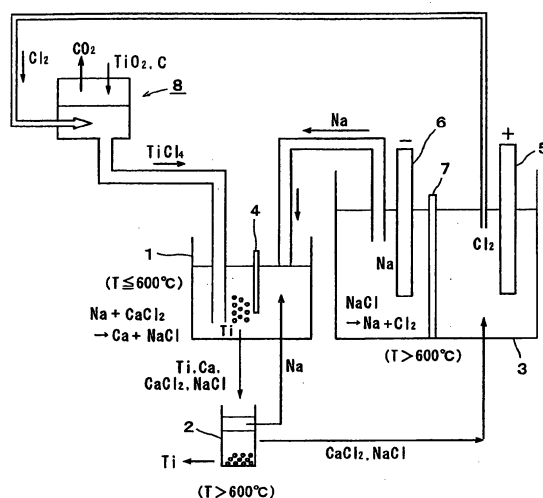 Cl₂
CO₂
TiO₂, C
8
TiCl₄
Na
6
−
5
+
7
4
1
(T≦600℃)
Na + CaCl₂
→ Ca + NaCl
Ti
Na
Cl₂
NaCl
→ Na + Cl₂
(T>600℃)
3
Ti, Ca,
CaCl₂, NaCl
Na
2
Ti
CaCl₂, NaCl
(T>600℃)